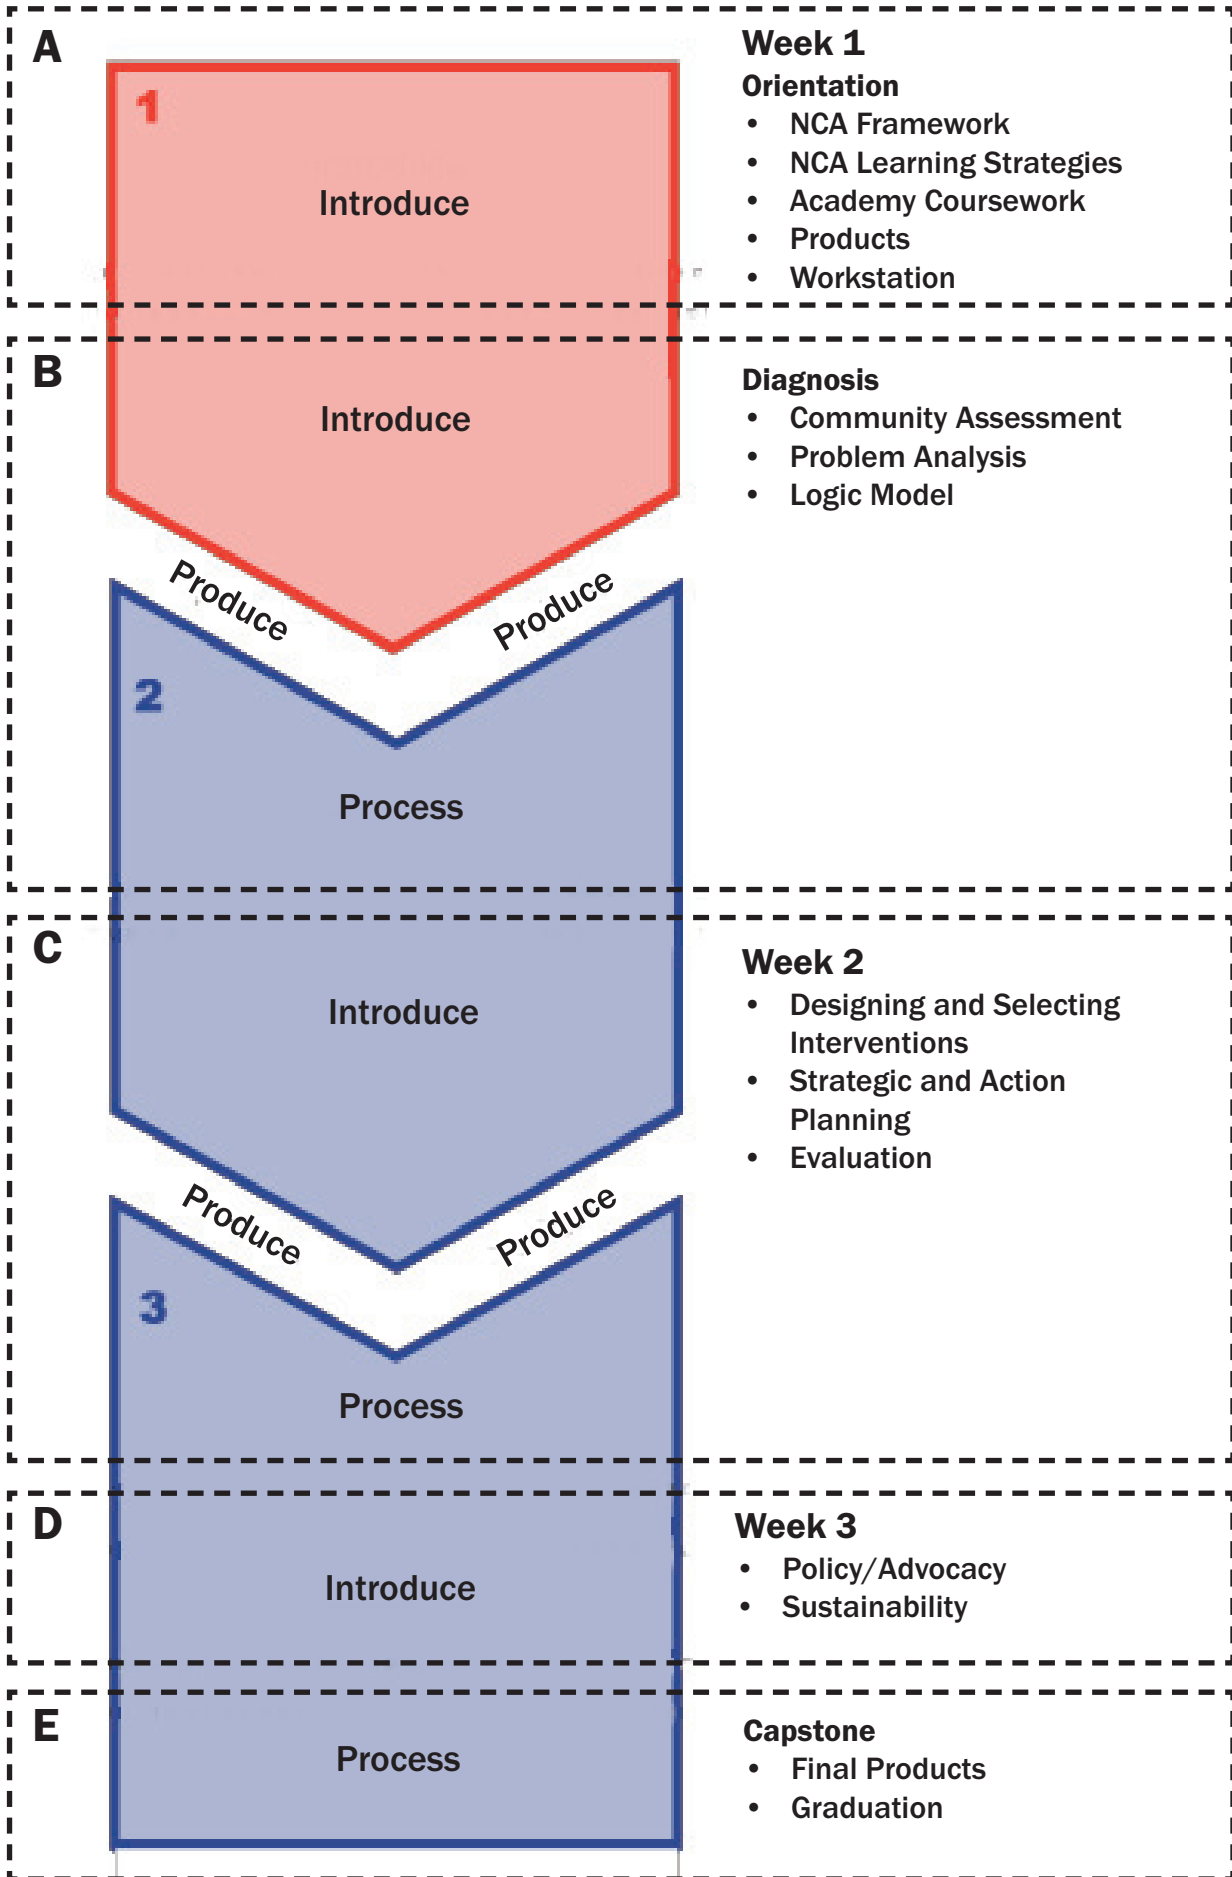 A
1
Introduce
Week 1
Orientation
• NCA Framework
• NCA Learning Strategies
• Academy Coursework
• Products
• Workstation
B
Introduce
Diagnosis
• Community Assessment
• Problem Analysis
• Logic Model
Produce
Produce
2
Process
C
Introduce
Week 2
• Designing and Selecting
Interventions
• Strategic and Action
Planning
• Evaluation
Produce
Produce
3
Process
D
Introduce
Week 3
• Policy/Advocacy
• Sustainability
E
Process
Capstone
• Final Products
• Graduation